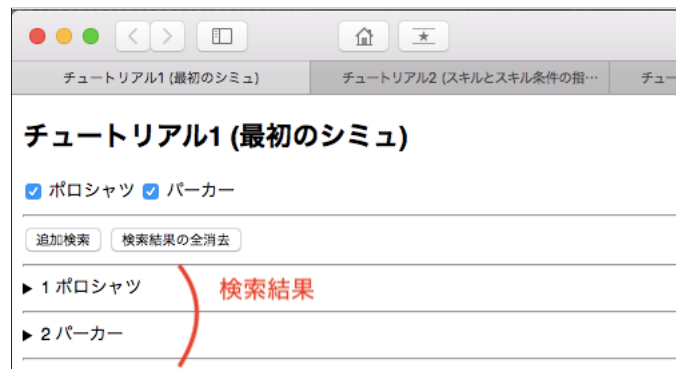 チュートリアル1 (最初のシミュ) チュートリアル2 (スキルとスキル条件の指… チュー
チュートリアル1 (最初のシミュ)
ポロシャツ パーカー
追加検索 検索結果の全消去
1 ポロシャツ 検索結果
2 パーカー